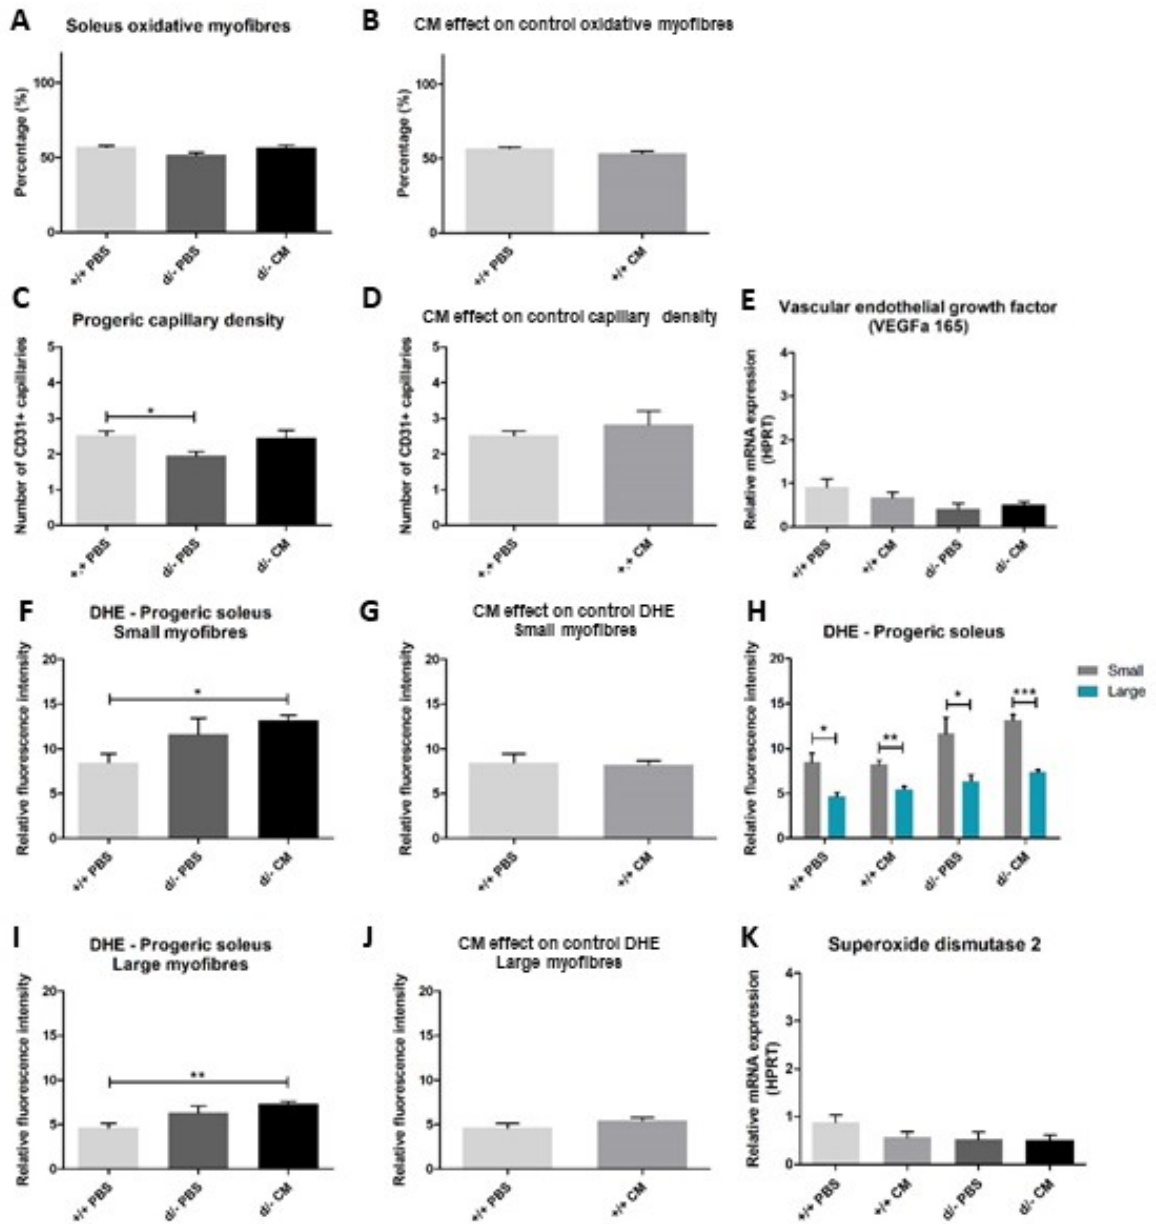 A
Soleus oxidative myofibres
Percentage (%)
100
50
0
+/+ PBS
d/- PBS
d/- CM
B
CM effect on control oxidative myofibres
Percentage (%)
100
50
0
+/+ PBS
+/+ CM
C
Progeric capillary density
Number of CD31+ capillaries
5
4
3
2
1
0
*
+.+ PBS
d/- PBS
d/- CM
D
CM effect on control capillary density
Number of CD31+ capillaries
5
4
3
2
1
0
+.+ PBS
+.+ CM
E
Vascular endothelial growth factor
(VEGFa 165)
Relative mRNA expression
(HPRT)
4
3
2
1
0
+/+ PBS
+/+ CM
d/- PBS
d/- CM
F
DHE - Progeric soleus
Small myofibres
Relative fluorescence intensity
20
15
10
5
0
*
+/+ PBS
d/- PBS
d/- CM
G
CM effect on control DHE
Small myofibres
Relative fluorescence intensity
20
15
10
5
0
+/+ PBS
+/+ CM
H
DHE - Progeric soleus
Relative fluorescence intensity
20
15
10
5
0
*
**
*
***
+/+ PBS
+/+ CM
d/- PBS
d/- CM
Small
Large
I
DHE - Progeric soleus
Large myofibres
Relative fluorescence intensity
20
15
10
5
0
**
+/+ PBS
d/- PBS
d/- CM
J
CM effect on control DHE
Large myofibres
Relative fluorescence intensity
20
15
10
5
0
+/+ PBS
+/+ CM
K
Superoxide dismutase 2
Relative mRNA expression
(HPRT)
4
3
2
1
0
+/+ PBS
+/+ CM
d/- PBS
d/- CM